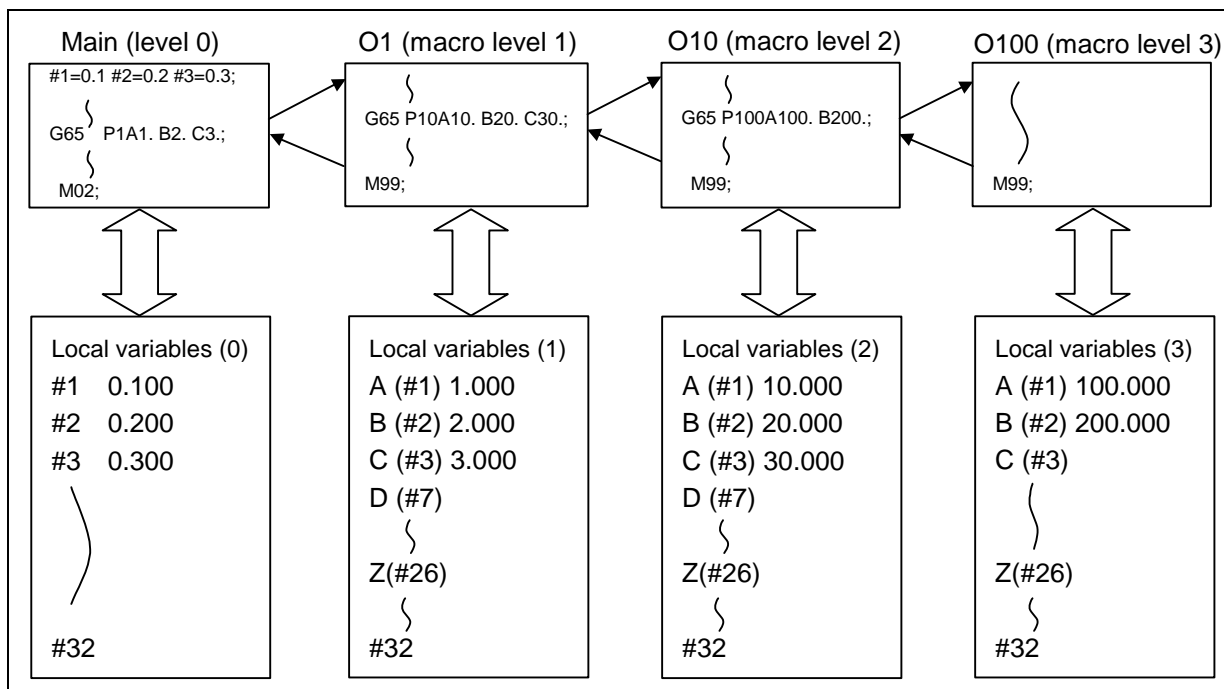 Main (level 0)
#1=0.1 #2=0.2 #3=0.3;
G65 P1A1. B2. C3.;
M02;
O1 (macro level 1)
G65 P10A10. B20. C30.;
M99;
O10 (macro level 2)
G65 P100A100. B200.;
M99;
O100 (macro level 3)
M99;
Local variables (0)
#1 0.100
#2 0.200
#3 0.300
#32
Local variables (1)
A (#1) 1.000
B (#2) 2.000
C (#3) 3.000
D (#7)
Z(#26)
#32
Local variables (2)
A (#1) 10.000
B (#2) 20.000
C (#3) 30.000
D (#7)
Z(#26)
#32
Local variables (3)
A (#1) 100.000
B (#2) 200.000
C (#3)
Z(#26)
#32